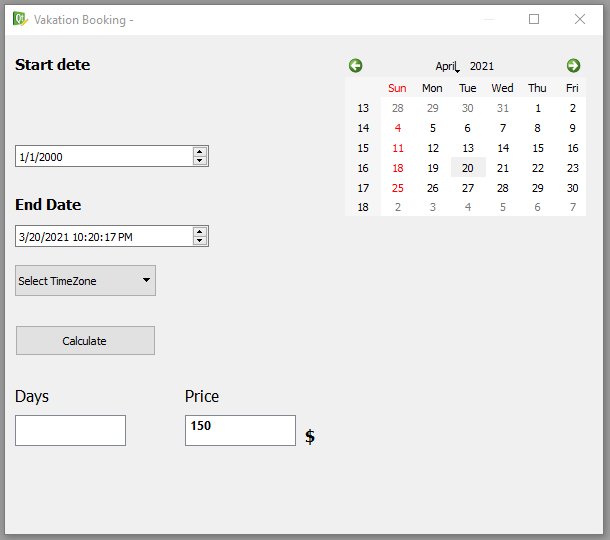 Vakation Booking -
Start dete
1/1/2000
End Date
3/20/2021 10:20:17 PM
Select TimeZone
Calculate
Days
Price
150
$
April, 2021
Sun Mon Tue Wed Thu Fri
13 28 29 30 31 1 2
14 4 5 6 7 8 9
15 11 12 13 14 15 16
16 18 19 20 21 22 23
17 25 26 27 28 29 30
18 2 3 4 5 6 7